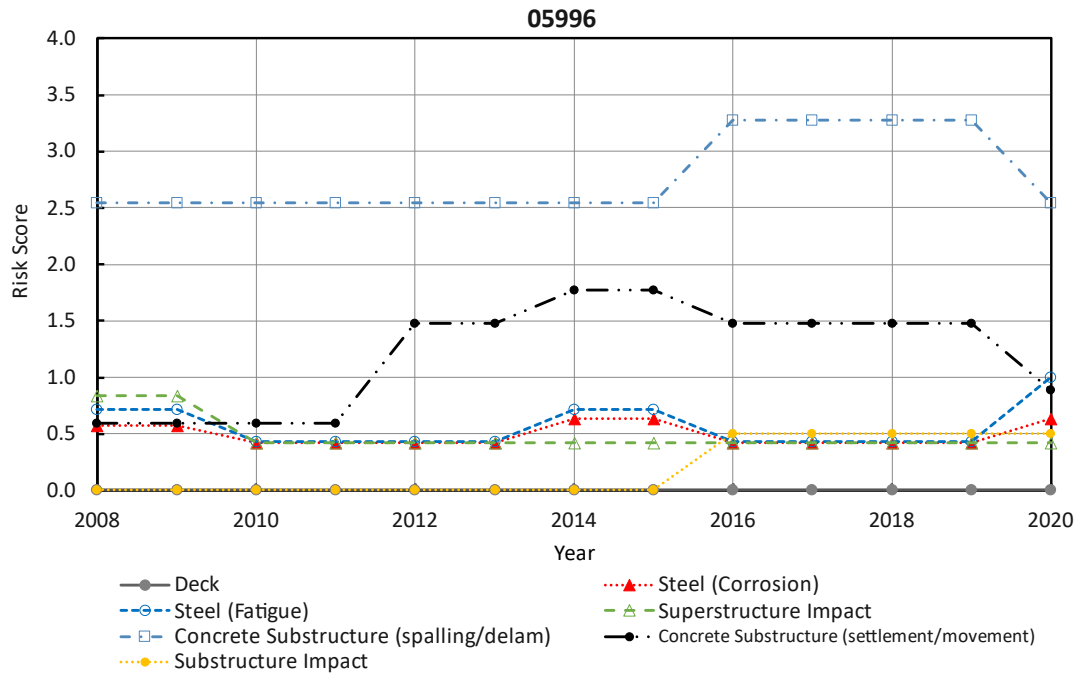 05996
4.0
3.5
3.0
2.5
2.0
1.5
1.0
0.5
0.0
Risk Score
2008 2010 2012 2014 2016 2018 2020
Year
Deck Steel (Corrosion)
Steel (Fatigue) Superstructure Impact
Concrete Substructure (spalling/delam) Concrete Substructure (settlement/movement)
Substructure Impact